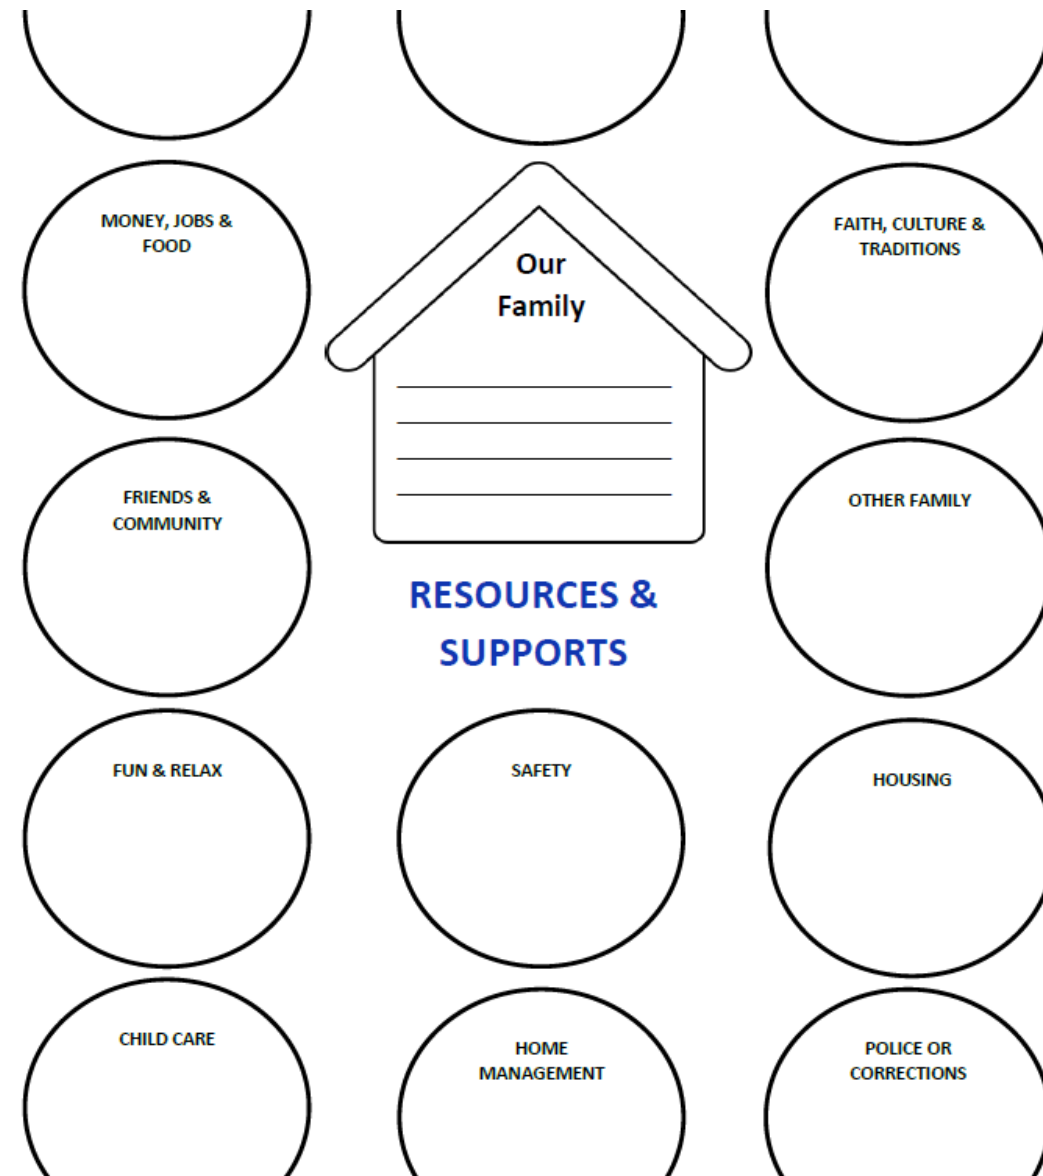 MONEY, JOBS &
FOOD
Our
Family
FAITH, CULTURE &
TRADITIONS
FRIENDS &
COMMUNITY
OTHER FAMILY
RESOURCES &
SUPPORTS
FUN & RELAX
SAFETY
HOUSING
CHILD CARE
HOME
MANAGEMENT
POLICE OR
CORRECTIONS